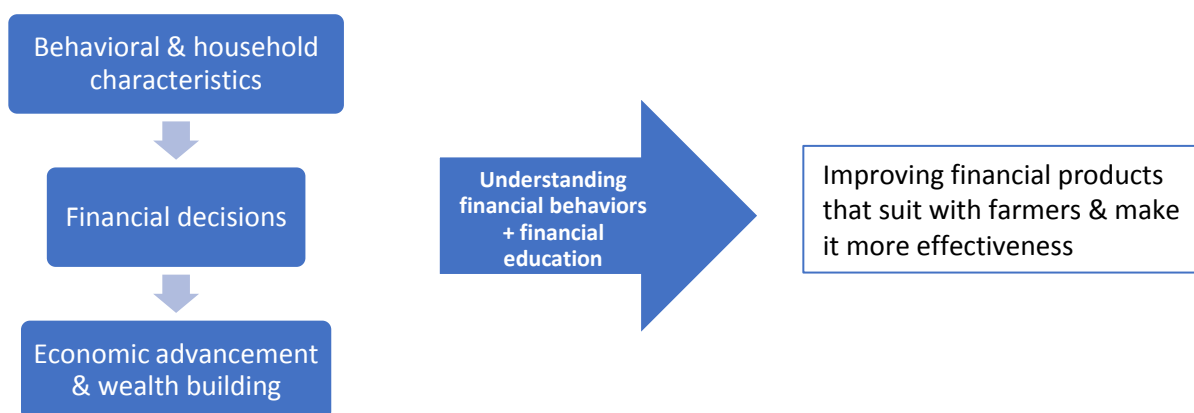 Behavioral & household
characteristics
Financial decisions
Economic advancement
& wealth building
Understanding
financial behaviors
+ financial
education
Improving financial products
that suit with farmers & make
it more effectiveness